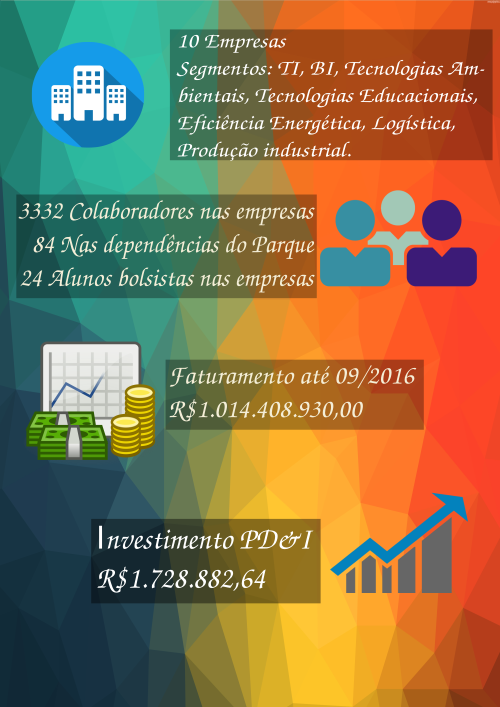 10 Empresas
Segmentos: TI, BI, Tecnologias Am-
bientais, Tecnologias Educacionais,
Eficiência Energética, Logística,
Produção industrial.
3332 Colaboradores nas empresas
84 Nas dependências do Parque
24 Alunos bolsistas nas empresas
Faturamento até 09/2016
R$1.014.408.930,00
Investimento PD&I
R$1.728.882,64